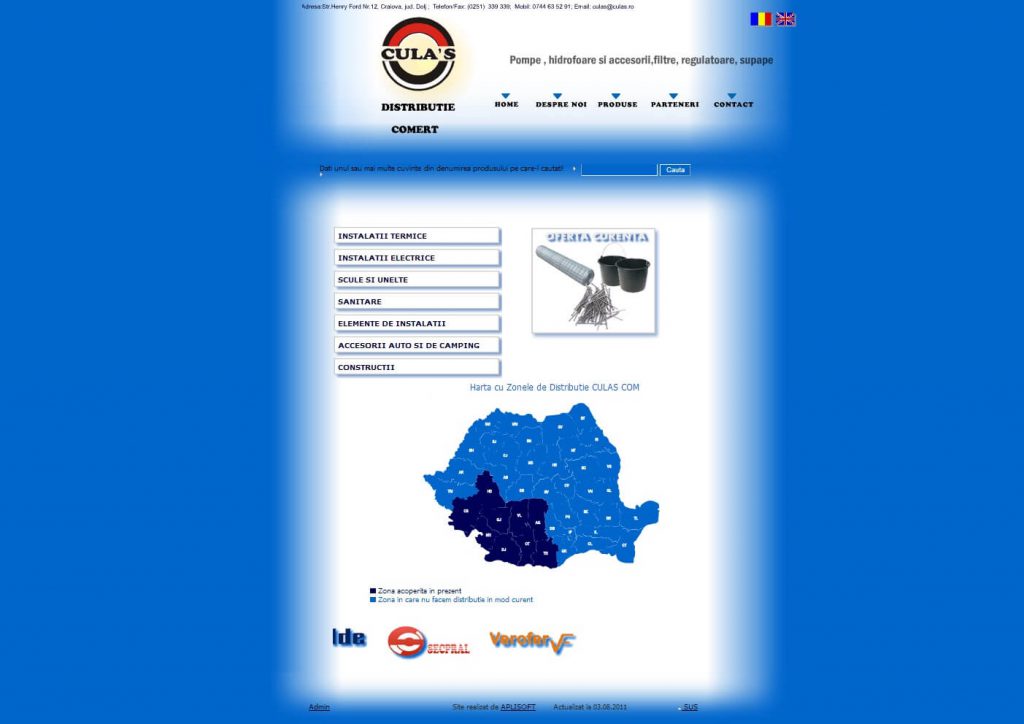 Adresa:Str.Henry Ford Nr.12, Craiova, jud. Dolj ; Telefon/Fax: (0251) 339 339; Mobil: 0744 63 52 91; Email: culas@culas.ro
CULA'S
DISTRIBUTIE
COMERT
Pompe , hidrofoare si accesorii,filtre, regulatoare, supape
HOME DESPRE NOI PRODUSE PARTENERI CONTACT
Dati unul sau mai multe cuvinte din denumirea produsului pe care-l cautati! Cauta
INSTALATII TERMICE
INSTALATII ELECTRICE
SCULE SI UNELTE
SANITARE
ELEMENTE DE INSTALATII
ACCESORII AUTO SI DE CAMPING
CONSTRUCTII
OFERTA CURENTA
Harta cu Zonele de Distributie CULAS COM
Zona acoperita in prezent
Zona in care nu facem distributie in mod curent
lde SECPRAL Verofer
Admin Site realizat de APLISOFT Actualizat la 03.08.2011 SUS